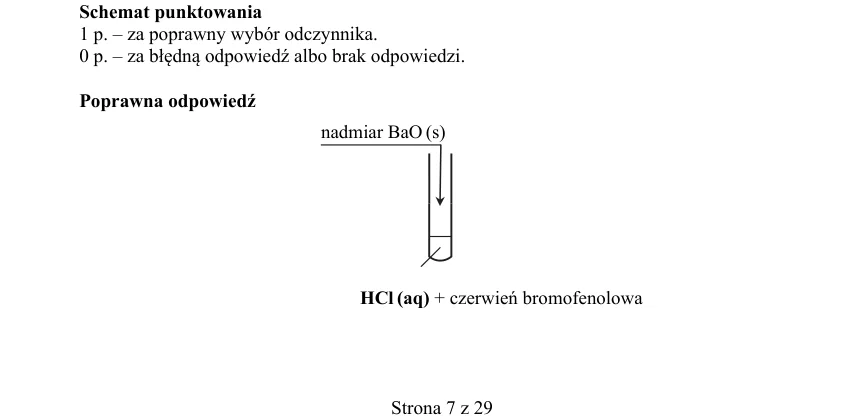 Schemat punktowania
1 p. – za poprawny wybór odczynnika.
0 p. – za błędną odpowiedź albo brak odpowiedzi.
Poprawna odpowiedź
nadmiar BaO (s)
HCl (aq) + czerwień bromofenolowa
Strona 7 z 29